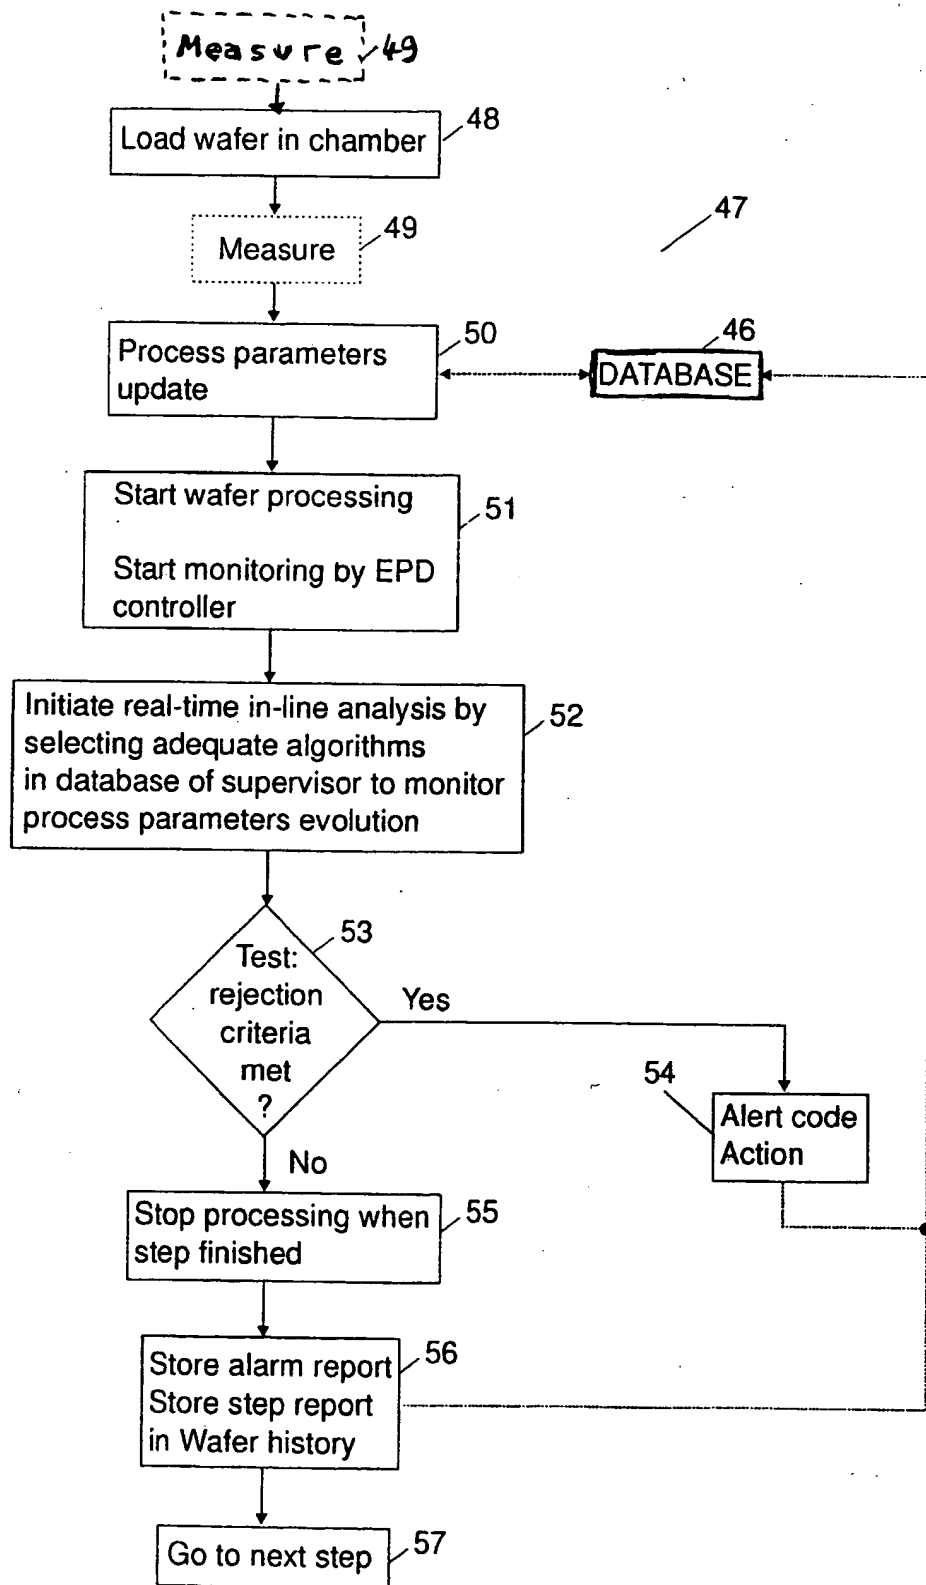 Measure 49
Load wafer in chamber 48
Measure 49
47
Process parameters
update
50
46
DATABASE
Start wafer processing
Start monitoring by EPD
controller
51
Initiate real-time in-line analysis by
selecting adequate algorithms
in database of supervisor to monitor
process parameters evolution
52
Test:
rejection
criteria
met
?
53
Yes
54
Alert code
Action
No
Stop processing when
step finished
55
Store alarm report
Store step report
in Wafer history
56
Go to next step 57